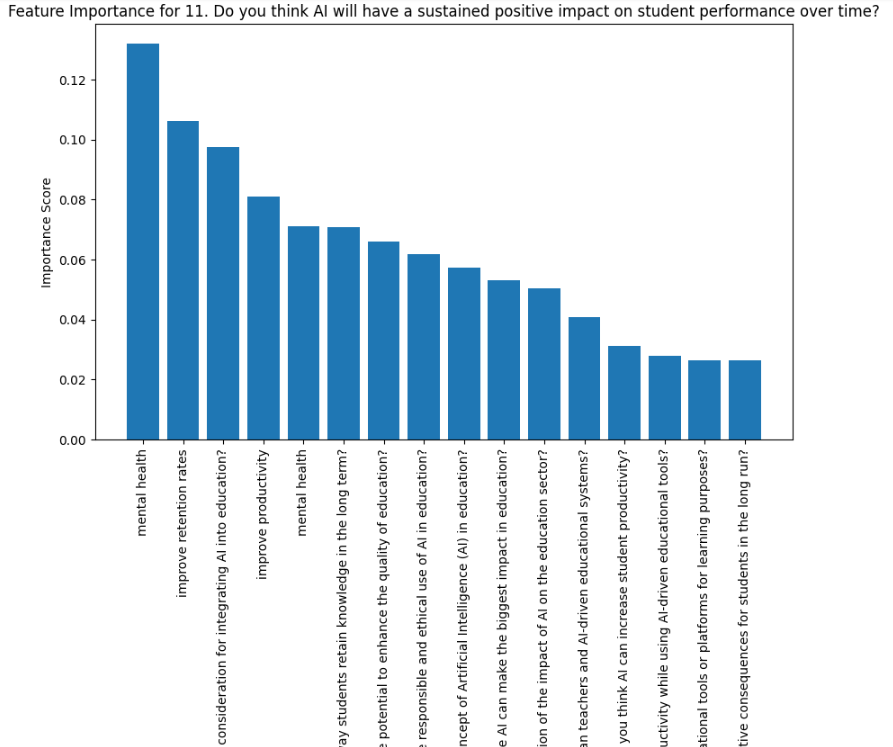 Feature Importance for 11. Do you think AI will have a sustained positive impact on student performance over time?
0.12
0.10
0.08
0.06
0.04
0.02
0.00
Importance Score
mental health
improve retention rates
consideration for integrating AI into education?
improve productivity
mental health
students retain knowledge in the long term?
potential to enhance the quality of education?
responsible and ethical use of AI in education?
of Artificial Intelligence (AI) in education?
AI can make the biggest impact in education?
of the impact of AI on the education sector?
teachers and AI-driven educational systems?
you think AI can increase student productivity?
while using AI-driven educational tools?
tools or platforms for learning purposes?
consequences for students in the long run?